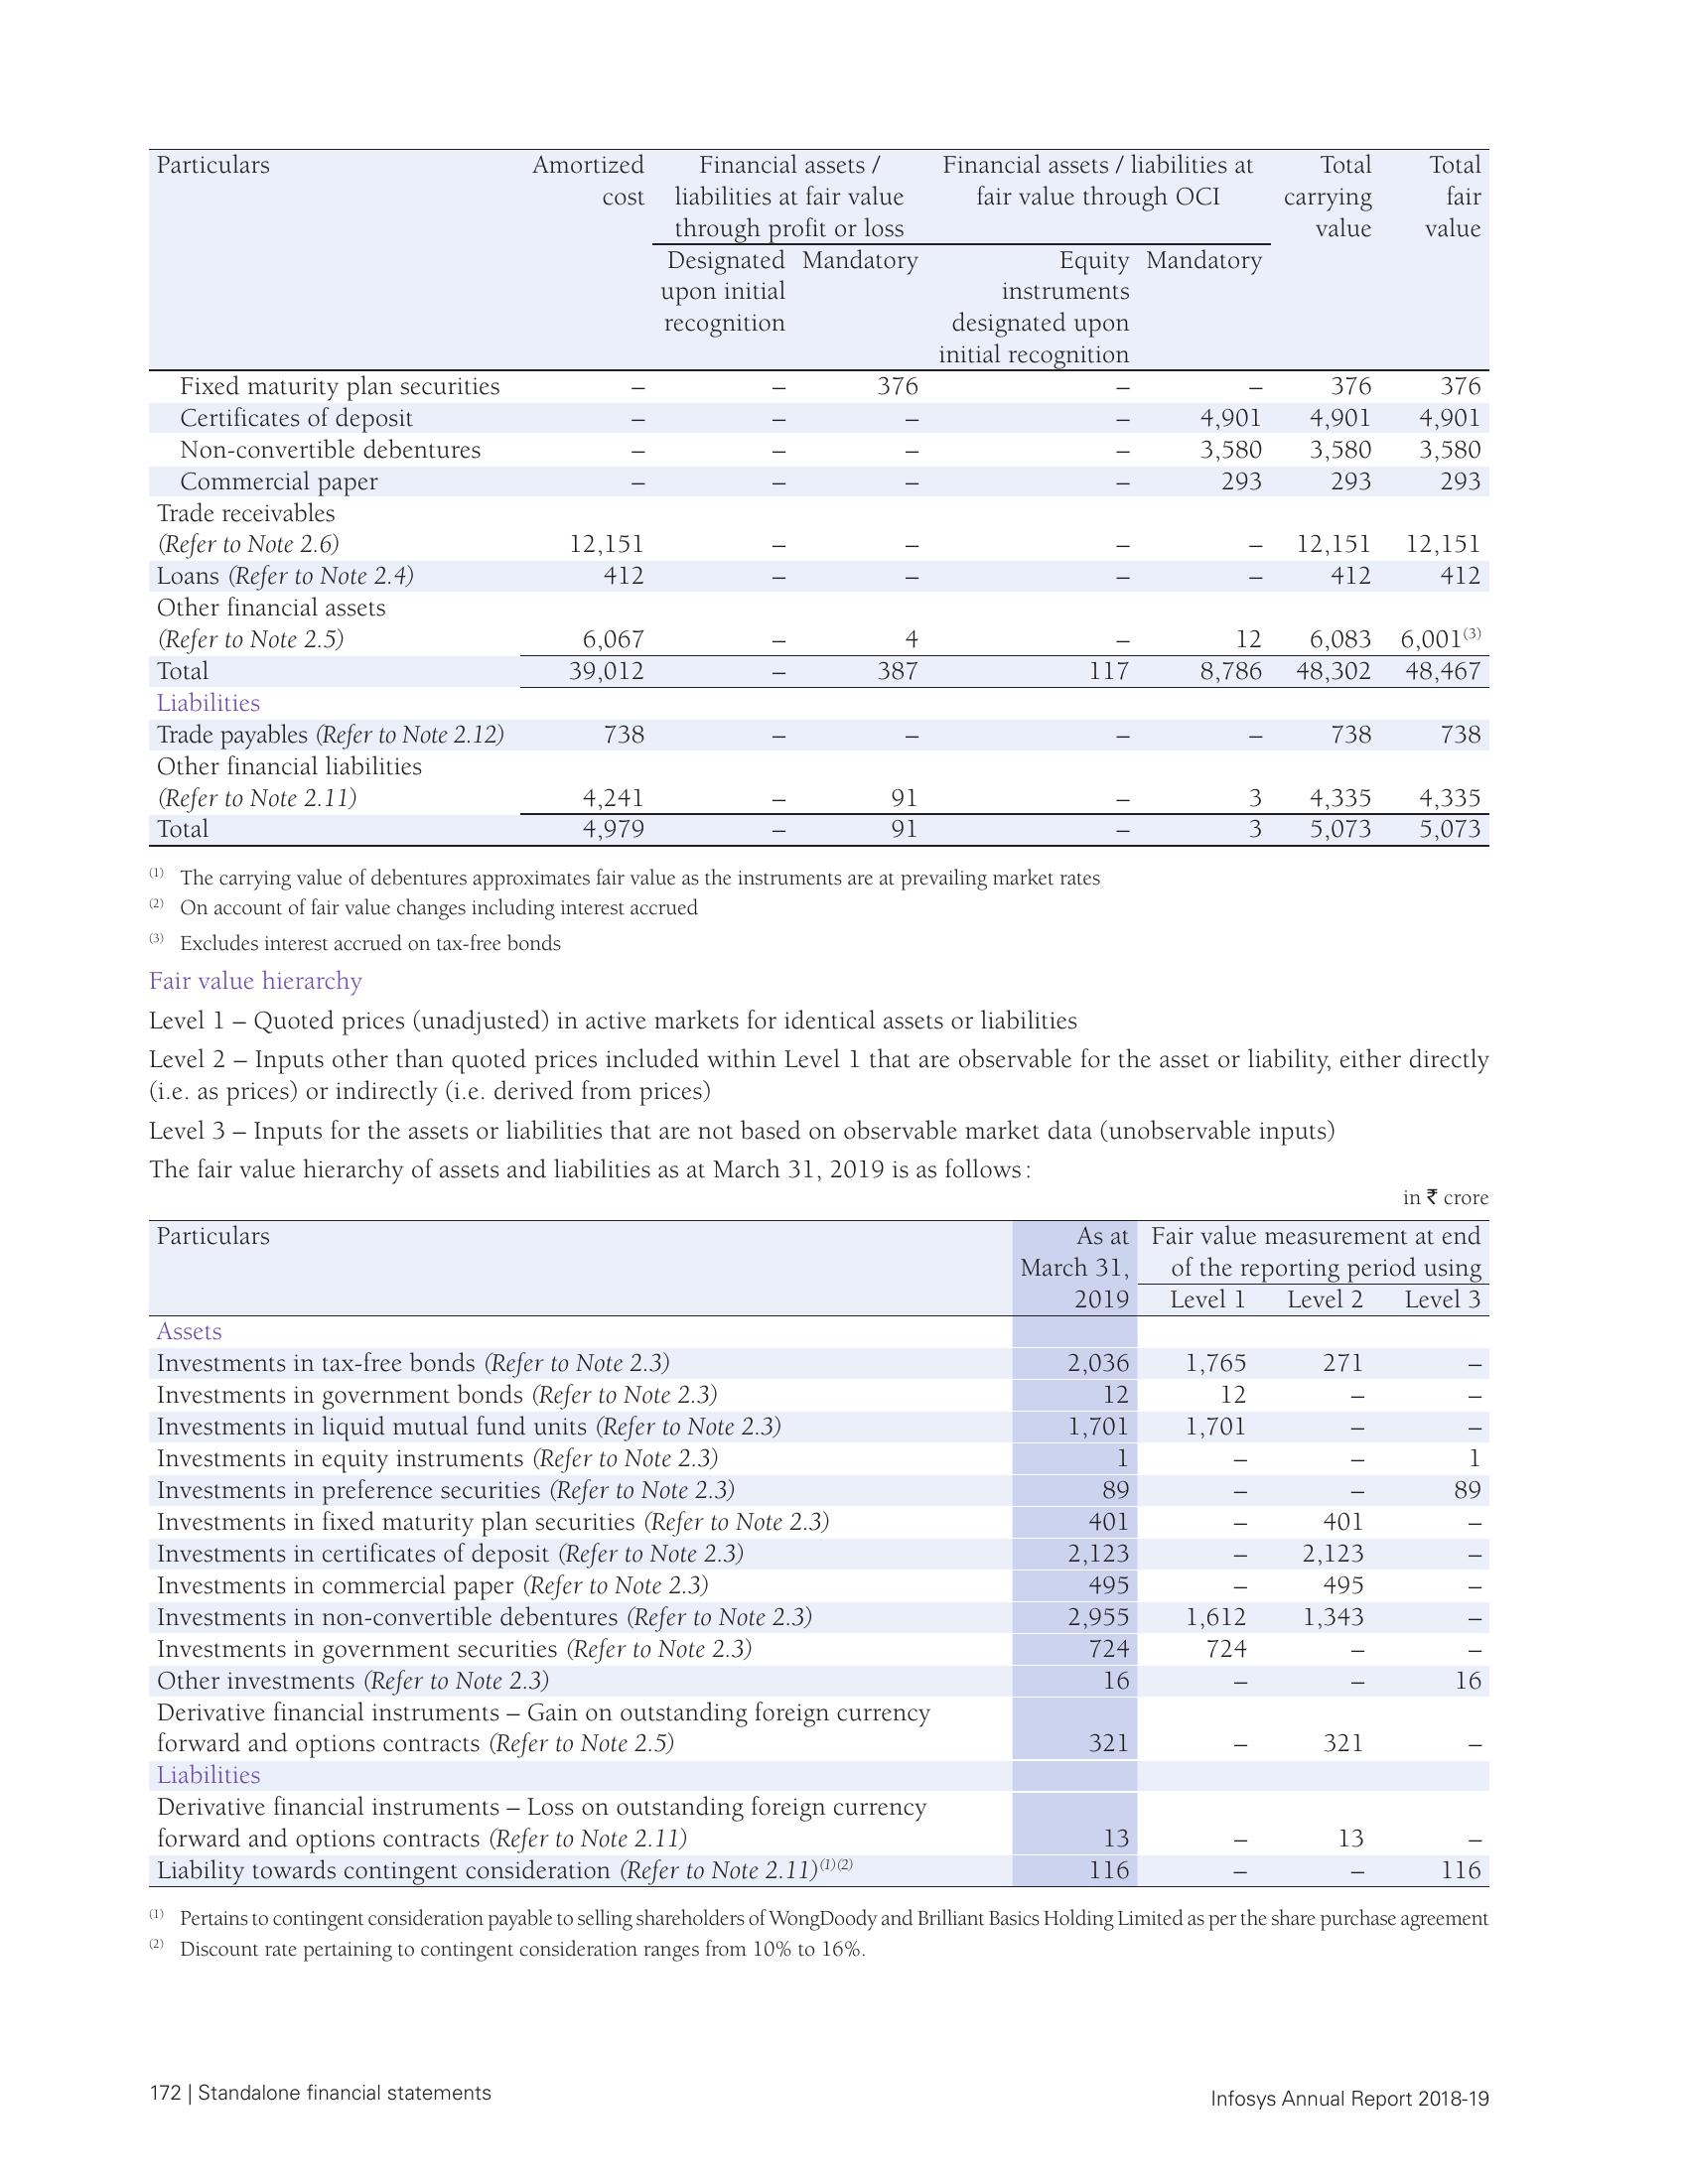 Particulars Amortized Financial assets / Financial assets / liabilities at Total Total
cost liabilities at fair value fair value through OCI carrying fair
through profit or loss value value
Designated Mandatory Equity Mandatory
upon initial instruments
recognition designated upon
initial recognition
Fixed maturity plan securities – – 376 – – 376 376
Certificates of deposit – – – – 4,901 4,901 4,901
Non-convertible debentures – – – – 3,580 3,580 3,580
Commercial paper – – – – 293 293 293
Trade receivables
(Refer to Note 2.6) 12,151 – – – – 12,151 12,151
Loans (Refer to Note 2.4) 412 – – – – 412 412
Other financial assets
(Refer to Note 2.5) 6,067 – 4 – 12 6,083 6,001(3)
Total 39,012 – 387 117 8,786 48,302 48,467
Liabilities
Trade payables (Refer to Note 2.12) 738 – – – – 738 738
Other financial liabilities
(Refer to Note 2.11) 4,241 – 91 – 3 4,335 4,335
Total 4,979 – 91 – 3 5,073 5,073
(1) The carrying value of debentures approximates fair value as the instruments are at prevailing market rates
(2) On account of fair value changes including interest accrued
(3) Excludes interest accrued on tax-free bonds
Fair value hierarchy
Level 1 – Quoted prices (unadjusted) in active markets for identical assets or liabilities
Level 2 – Inputs other than quoted prices included within Level 1 that are observable for the asset or liability, either directly
(i.e. as prices) or indirectly (i.e. derived from prices)
Level 3 – Inputs for the assets or liabilities that are not based on observable market data (unobservable inputs)
The fair value hierarchy of assets and liabilities as at March 31, 2019 is as follows:
in ₹ crore
Particulars As at Fair value measurement at end
March 31, of the reporting period using
2019 Level 1 Level 2 Level 3
Assets
Investments in tax-free bonds (Refer to Note 2.3) 2,036 1,765 271 –
Investments in government bonds (Refer to Note 2.3) 12 12 – –
Investments in liquid mutual fund units (Refer to Note 2.3) 1,701 1,701 – –
Investments in equity instruments (Refer to Note 2.3) 1 – – 1
Investments in preference securities (Refer to Note 2.3) 89 – – 89
Investments in fixed maturity plan securities (Refer to Note 2.3) 401 – 401 –
Investments in certificates of deposit (Refer to Note 2.3) 2,123 – 2,123 –
Investments in commercial paper (Refer to Note 2.3) 495 – 495 –
Investments in non-convertible debentures (Refer to Note 2.3) 2,955 1,612 1,343 –
Investments in government securities (Refer to Note 2.3) 724 724 – –
Other investments (Refer to Note 2.3) 16 – – 16
Derivative financial instruments – Gain on outstanding foreign currency
forward and options contracts (Refer to Note 2.5) 321 – 321 –
Liabilities
Derivative financial instruments – Loss on outstanding foreign currency
forward and options contracts (Refer to Note 2.11) 13 – 13 –
Liability towards contingent consideration (Refer to Note 2.11)(1)(2) 116 – – 116
(1) Pertains to contingent consideration payable to selling shareholders of WongDoody and Brilliant Basics Holding Limited as per the share purchase agreement
(2) Discount rate pertaining to contingent consideration ranges from 10% to 16%.
172 | Standalone financial statements
Infosys Annual Report 2018-19